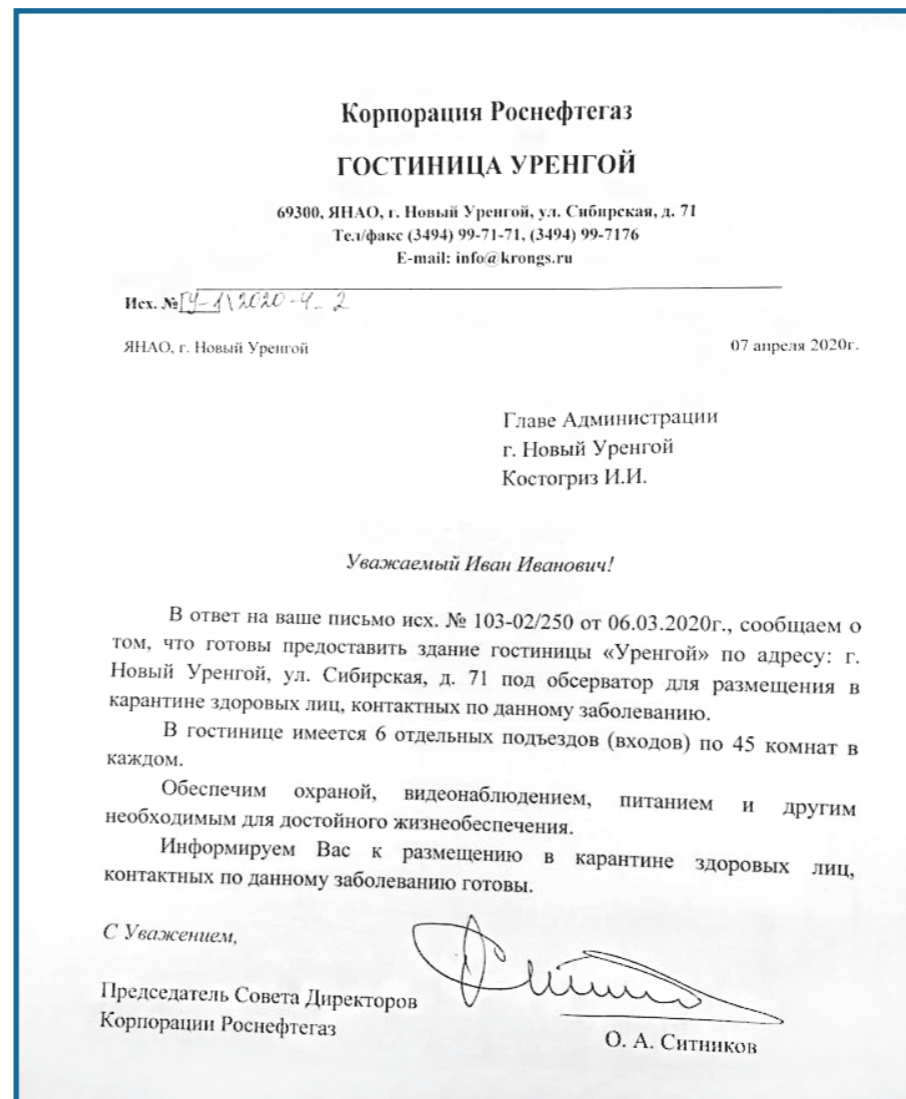 Корпорация Роснефтегаз
ГОСТИНИЦА УРЕНГОЙ
69300, ЯНАО, г. Новый Уренгой, ул. Сибирская, д. 71
Тел/факс (3494) 99-71-71, (3494) 99-7176
E-mail: info@krongs.ru
Исх. №ГУ-1\2020-4-2
ЯНАО, г. Новый Уренгой
07 апреля 2020г.
Главе Администрации
г. Новый Уренгой
Костогриз И.И.
Уважаемый Иван Иванович!
В ответ на ваше письмо исх. № 103-02/250 от 06.03.2020г., сообщаем о
том, что готовы предоставить здание гостиницы «Уренгой» по адресу: г.
Новый Уренгой, ул. Сибирская, д. 71 под обсерватор для размещения в
карантине здоровых лиц, контактных по данному заболеванию.
В гостинице имеется 6 отдельных подъездов (входов) по 45 комнат в
каждом.
Обеспечим охраной, видеонаблюдением, питанием и другим
необходимым для достойного жизнеобеспечения.
Информируем Вас к размещению в карантине здоровых лиц,
контактных по данному заболеванию готовы.
С Уважением,
Председатель Совета Директоров
Корпорации Роснефтегаз
О. А. Ситников